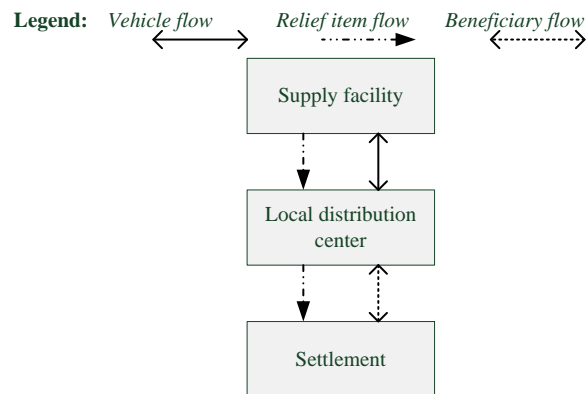 Legend: Vehicle flow Relief item flow Beneficiary flow
Supply facility
Local distribution
center
Settlement